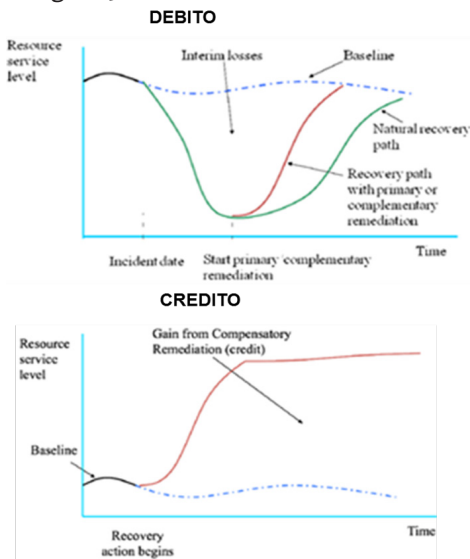 DEBITO
Resource
service
level
Interim losses
Baseline
Natural recovery
path
Recovery path
with primary or
complementary
remediation
Time
Incident date
Start primary complementary
remediation
CREDITO
Gain from Compensatory
Remediation (credit)
Resource
service
level
Baseline
Time
Recovery
action begins